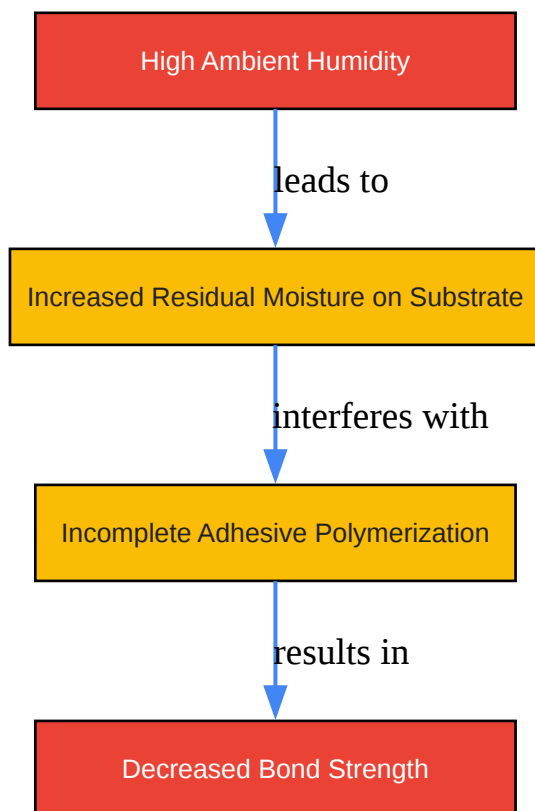 High Ambient Humidity
leads to
Increased Residual Moisture on Substrate
interferes with
Incomplete Adhesive Polymerization
results in
Decreased Bond Strength